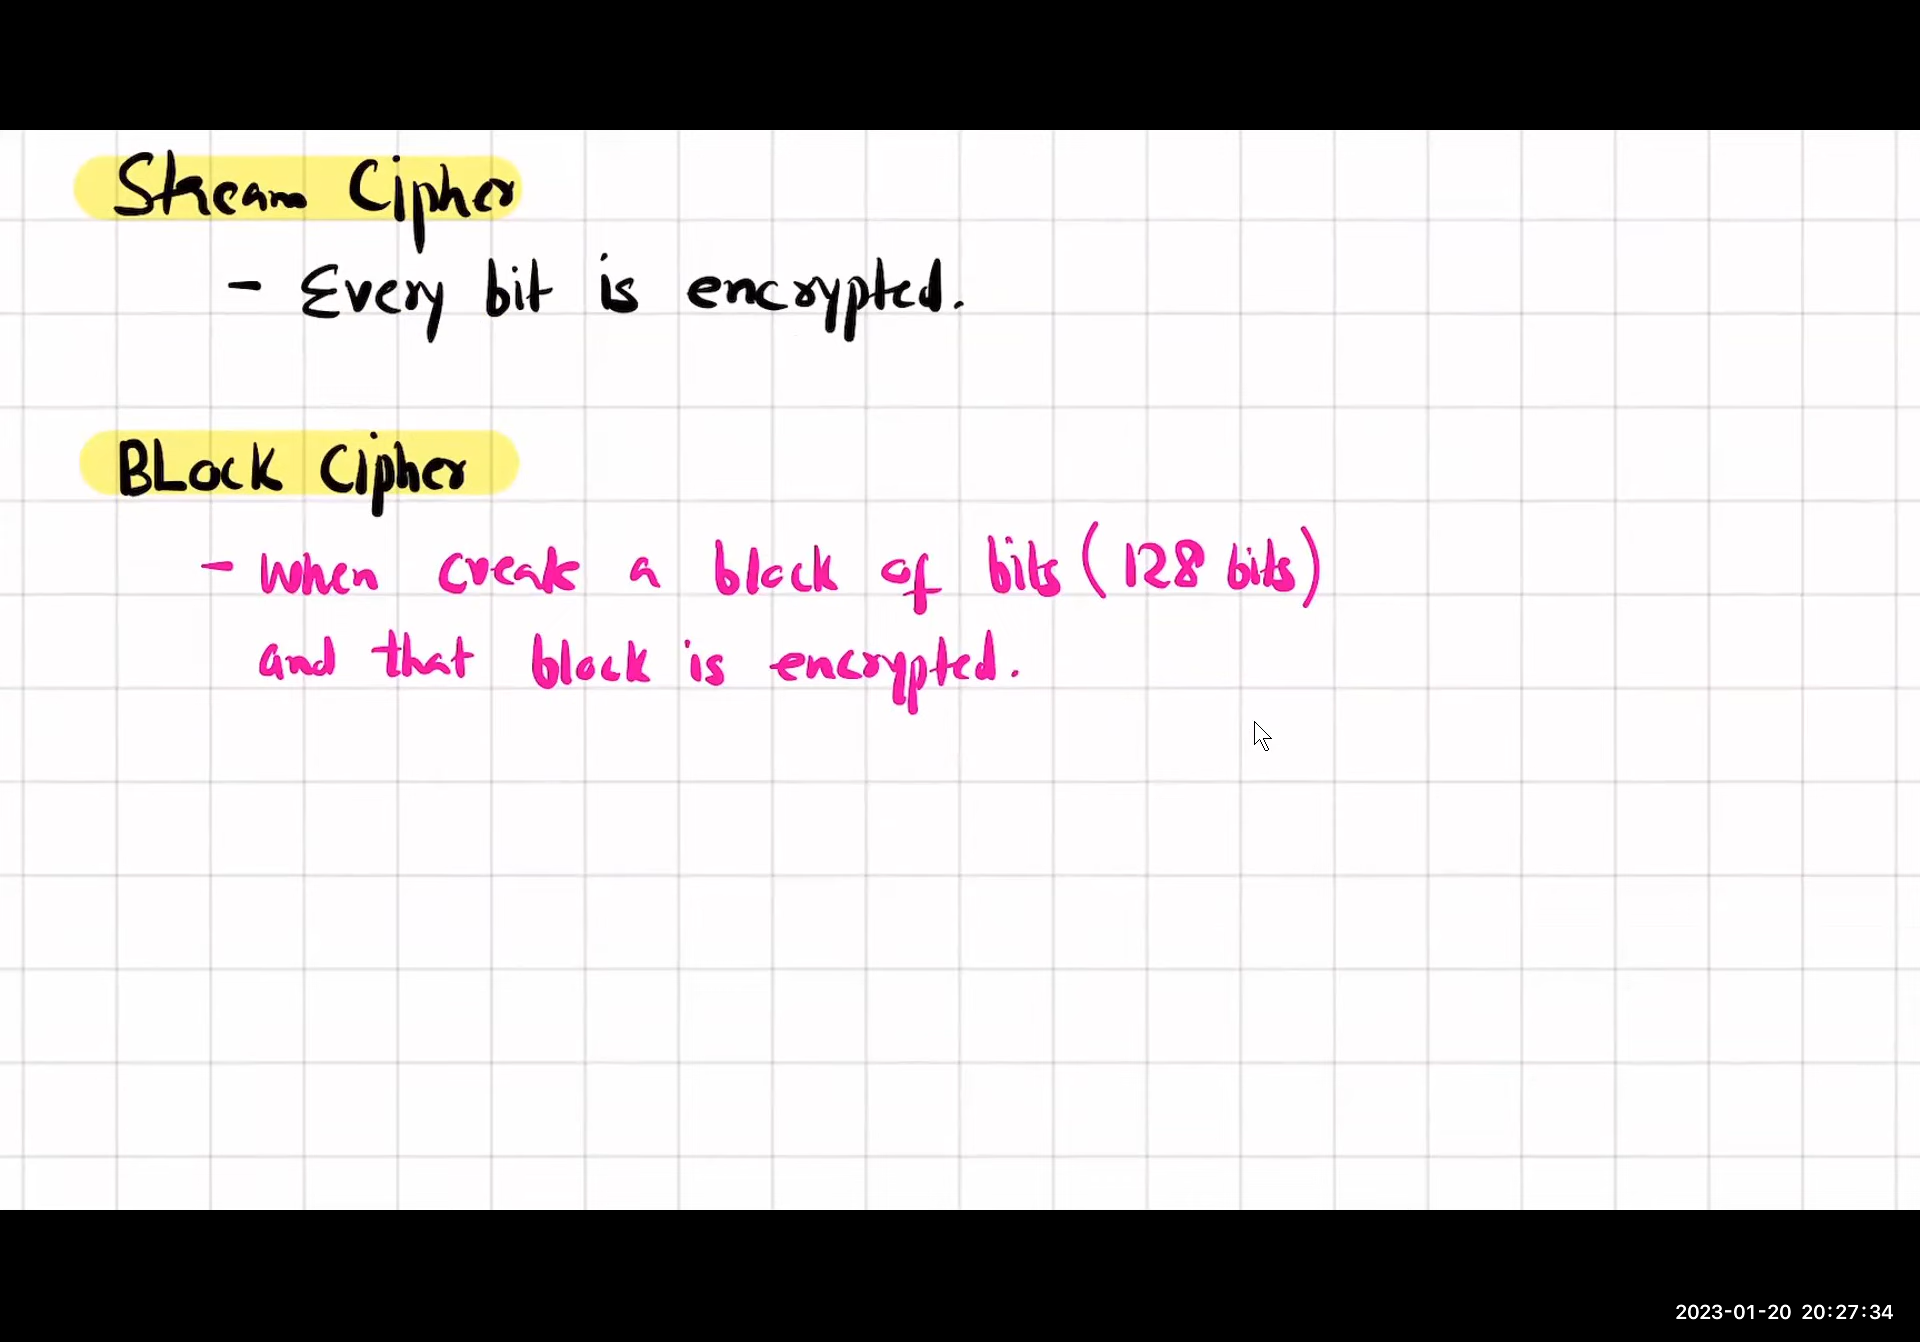 Stream Cipher
- Every bit is encrypted.
BLock Cipher
- When create a block of bits (128 bits)
and that block is encrypted.
2023-01-20 20:27:34